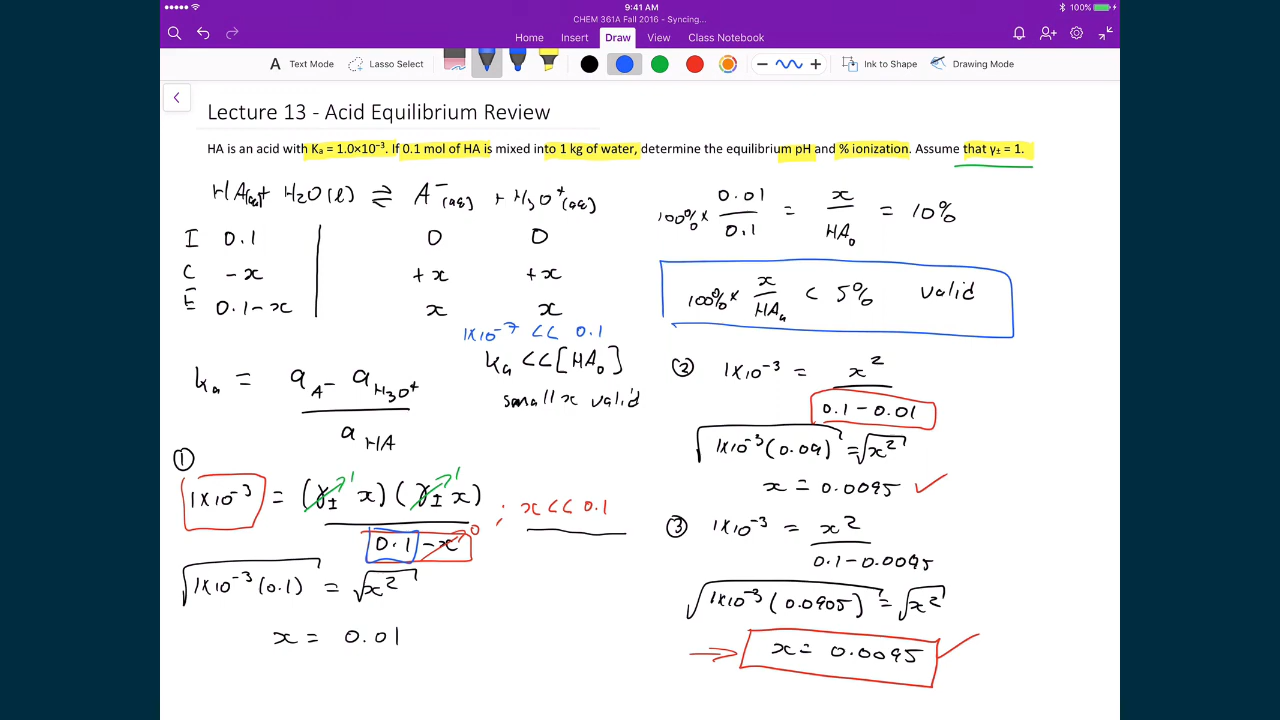 9:41 AM
100%
CHEM 361A Fall 2016 - Syncing...
Home Insert Draw View Class Notebook
A Text Mode Lasso Select Ink to Shape Drawing Mode
Lecture 13 - Acid Equilibrium Review
HA is an acid with Kₐ = 1.0×10⁻³. If 0.1 mol of HA is mixed into 1 kg of water, determine the equilibrium pH and % ionization. Assume that γ± = 1.
HA(aq) + H₂O(l) ⇌ A⁻(aq) + H₃O⁺(aq)
I 0.1 0 0
C -x +x +x
E 0.1-x x x
1x10⁻⁷ << 0.1
ka << [HA₀]
small x valid
ka = a A⁻ a H₃O⁺
a HA
①
1x10⁻³ = (γ± x)(γ± x)
1 1
0.1 - x 0
; x << 0.1
√1x10⁻³(0.1) = √x²
x = 0.01
100% x 0.01/0.1 = x/HA₀ = 10%
100% x x/HA₀ < 5% valid
② 1x10⁻³ = x²
0.1 - 0.01
√1x10⁻³(0.09) = √x²
x = 0.0095 ✓
③ 1x10⁻³ = x²
0.1-0.0095
√1x10⁻³(0.0905) = √x²
→ x = 0.0095 ✓